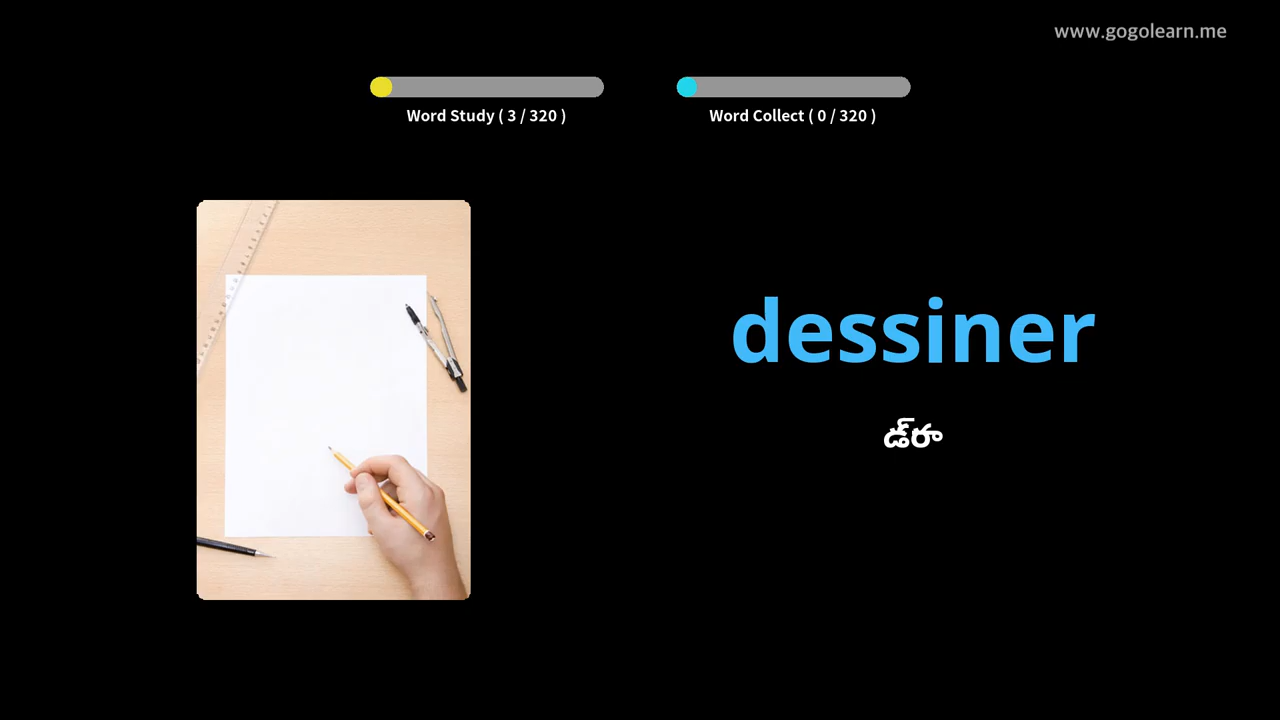 www.gogolearn.me
Word Study ( 3 / 320 )
Word Collect ( 0 / 320 )
dessiner
డ్‌రా